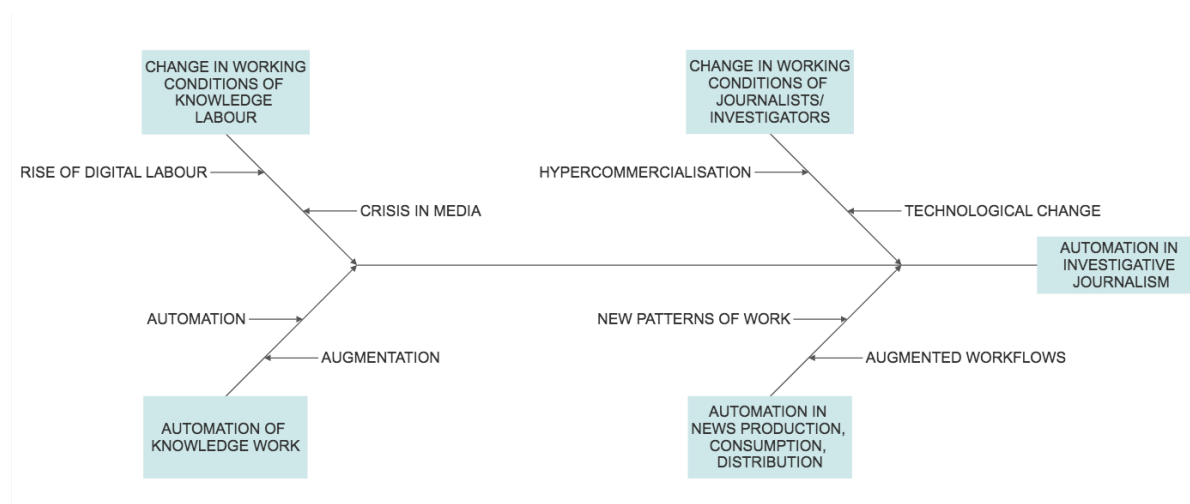 CHANGE IN WORKING
CONDITIONS OF
KNOWLEDGE
LABOUR
CHANGE IN WORKING
CONDITIONS OF
JOURNALISTS/
INVESTIGATORS
RISE OF DIGITAL LABOUR
HYPERCOMMERCIALISATION
CRISIS IN MEDIA
TECHNOLOGICAL CHANGE
AUTOMATION IN
INVESTIGATIVE
JOURNALISM
AUTOMATION
NEW PATTERNS OF WORK
AUGMENTATION
AUGMENTED WORKFLOWS
AUTOMATION OF
KNOWLEDGE WORK
AUTOMATION IN
NEWS PRODUCTION,
CONSUMPTION,
DISTRIBUTION